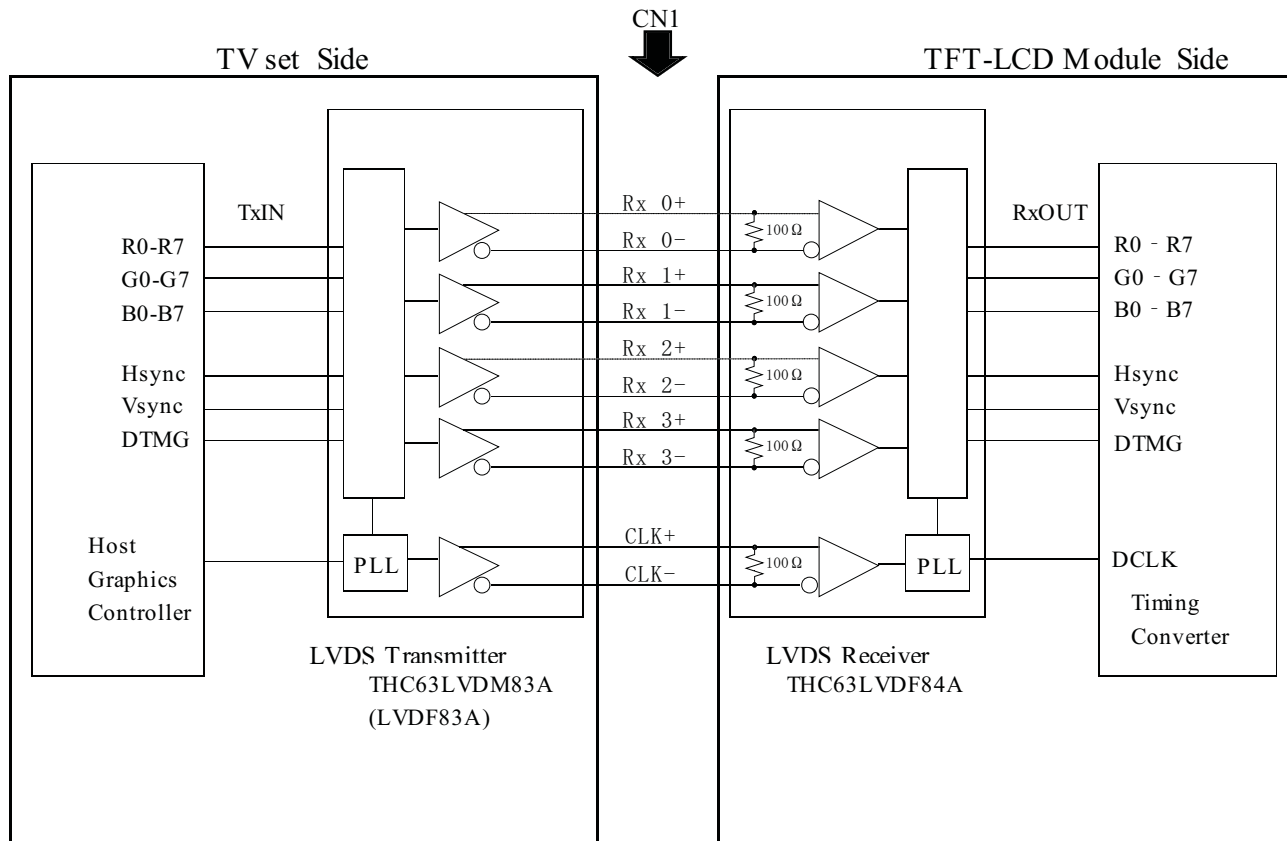 CN1
TV set Side
TFT-LCD Module Side
TxIN
R0-R7
G0-G7
B0-B7
Hsync
Vsync
DTMG
Host
Graphics
Controller
PLL
LVDS Transmitter
THC63LVDM83A
(LVDF83A)
Rx 0+
Rx 0-
Rx 1+
Rx 1-
Rx 2+
Rx 2-
Rx 3+
Rx 3-
CLK+
CLK-
100Ω
100Ω
100Ω
100Ω
100Ω
PLL
LVDS Receiver
THC63LVDF84A
RxOUT
R0 - R7
G0 - G7
B0 - B7
Hsync
Vsync
DTMG
DCLK
Timing
Converter